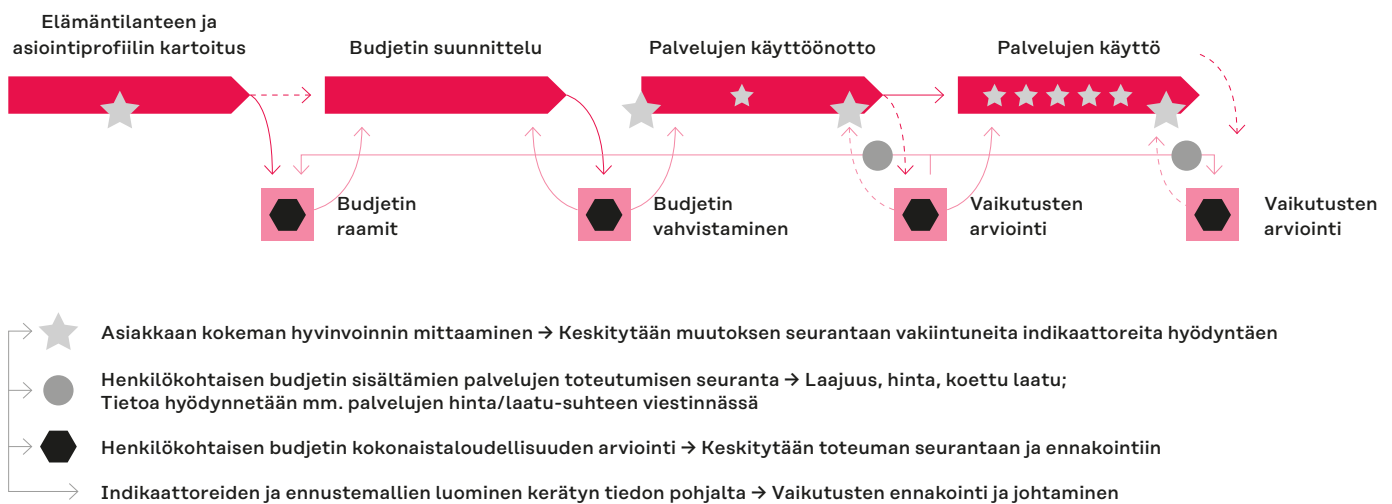 Elämäntilanteen ja
asiointiprofiilin kartoitus
Budjetin suunnittelu
Palvelujen käyttöönotto
Palvelujen käyttö
Budjetin
raamit
Budjetin
vahvistaminen
Vaikutusten
arviointi
Vaikutusten
arviointi
Asiakkaan kokeman hyvinvoinnin mittaaminen → Keskitytään muutoksen seurantaan vakiintuneita indikaattoreita hyödyntäen
Henkilökohtaisen budjetin sisältämien palvelujen toteutumisen seuranta → Laajuus, hinta, koettu laatu;
Tietoa hyödynnetään mm. palvelujen hinta/laatu-suhteen viestinnässä
Henkilökohtaisen budjetin kokonaistaloudellisuuden arviointi → Keskitytään toteuman seurantaan ja ennakointiin
Indikaattoreiden ja ennustemallien luominen kerätyn tiedon pohjalta → Vaikutusten ennakointi ja johtaminen